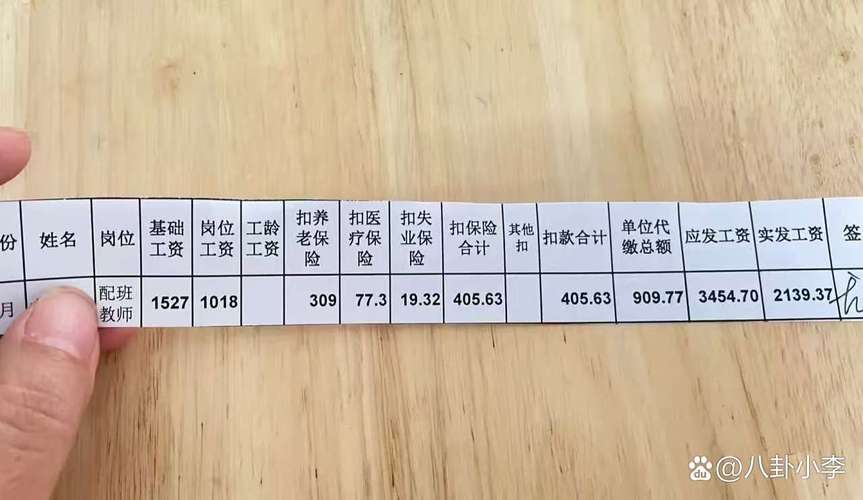 份 姓名 岗位 基础工资 岗位工资 工龄工资 扣养老保险 扣医疗保险 扣失业保险 扣保险合计 其他扣 扣款合计 单位代缴总额 应发工资 实发工资 签
月 配班教师 1527 1018 309 77.3 19.32 405.63 405.63 909.77 3454.70 2139.37
Bai du @八卦小李